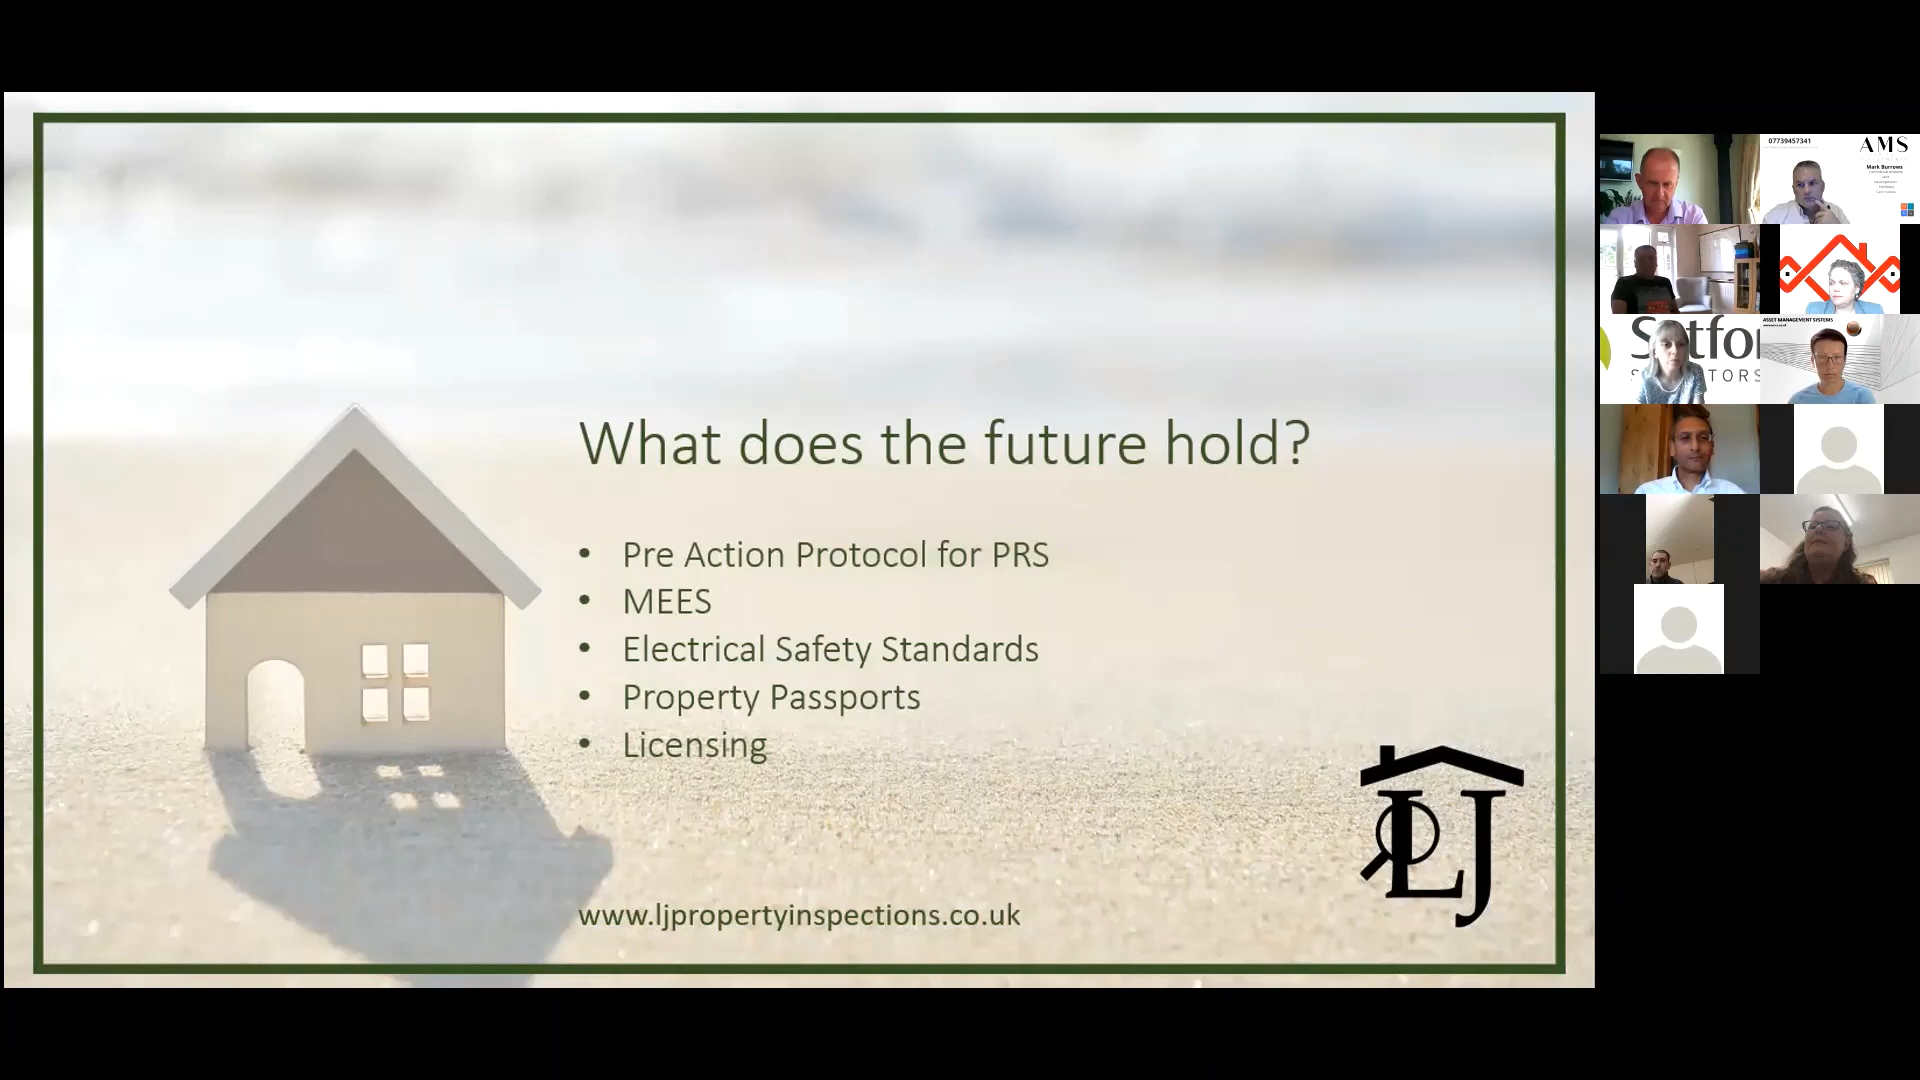 What does the future hold?
• Pre Action Protocol for PRS
• MEES
• Electrical Safety Standards
• Property Passports
• Licensing
www.ljpropertyinspections.co.uk
LJ
07739457341
AMS
Mark Burrows
ASSET MANAGEMENT SYSTEMS